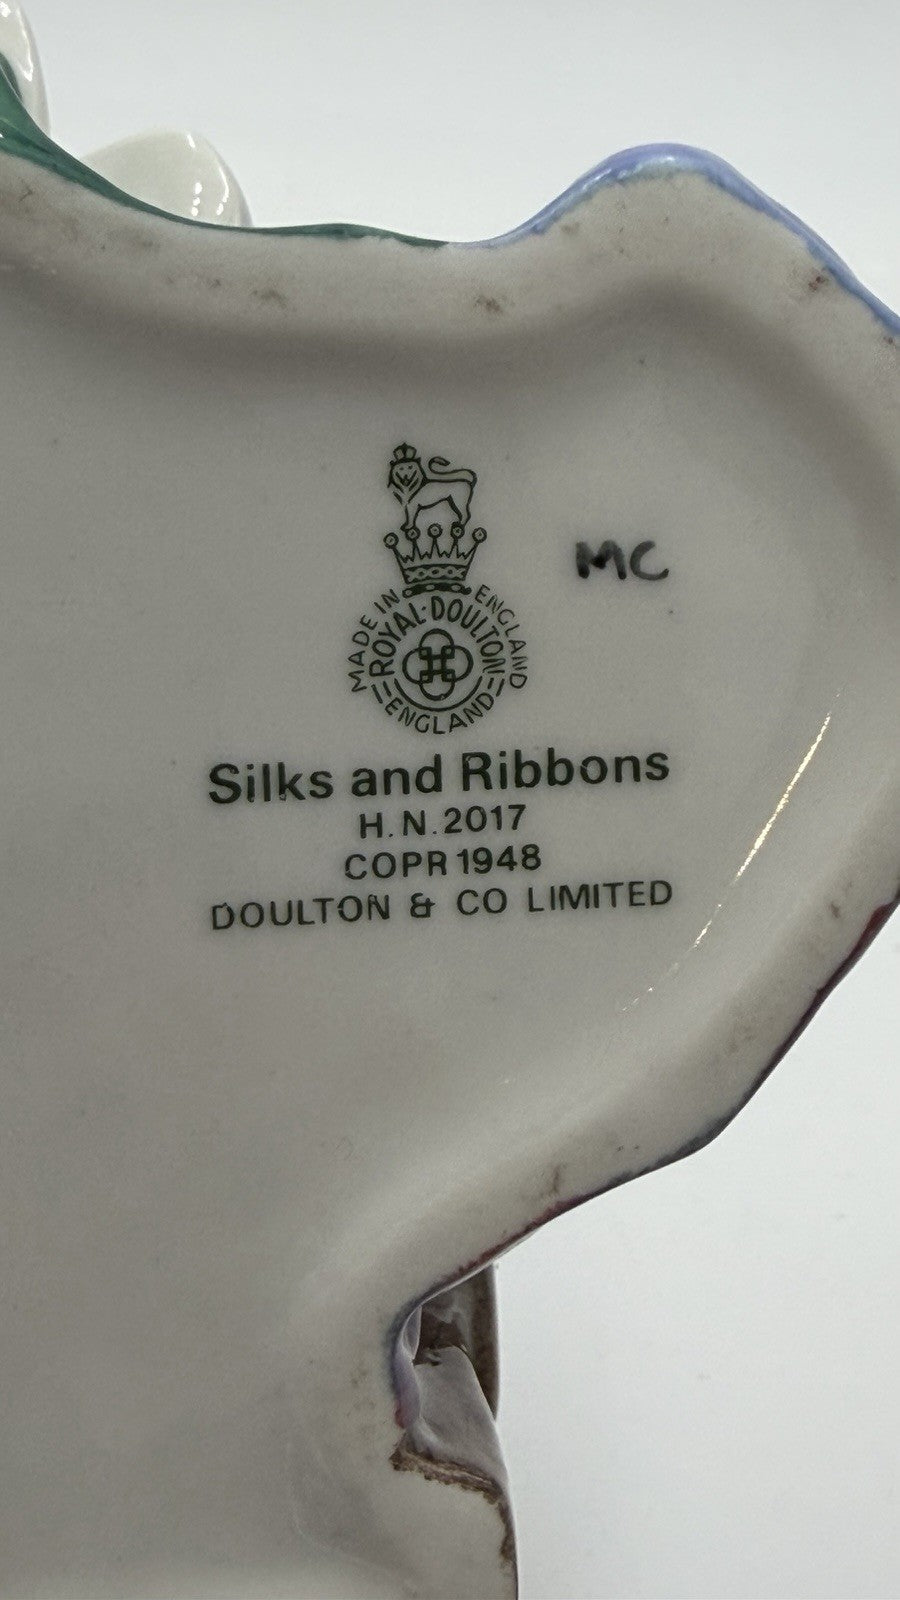 MADE IN ENGLAND
ROYAL·DOULTON
ENGLAND
MC
Silks and Ribbons
H.N.2017
COPR 1948
DOULTON & CO LIMITED